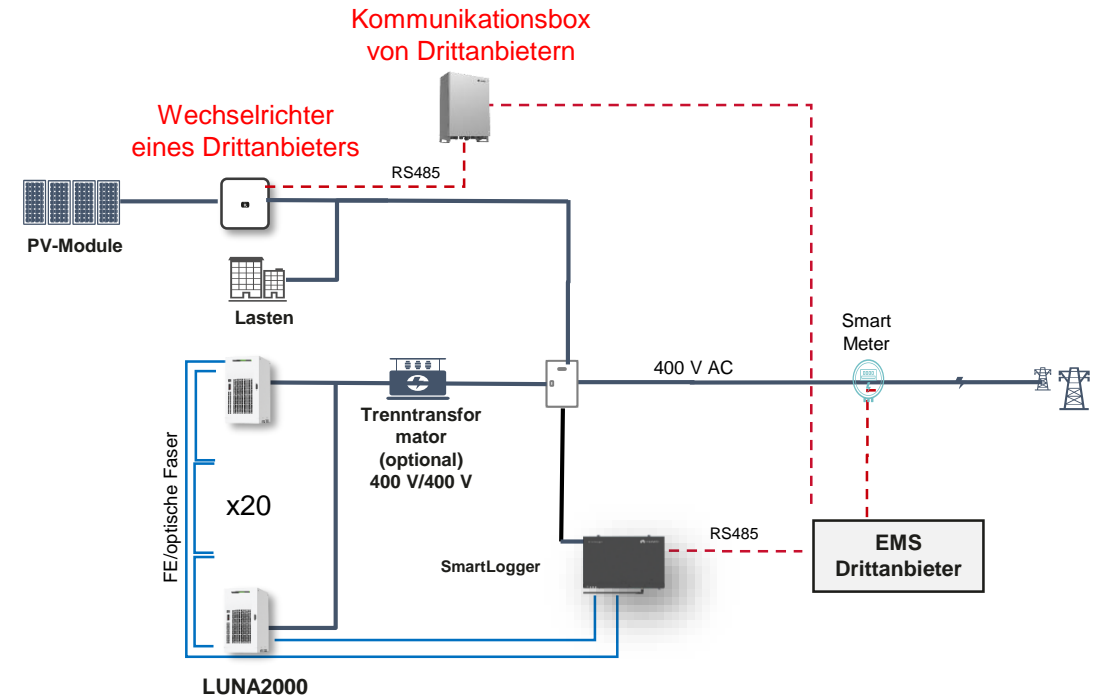 Kommunikationsbox
von Drittanbietern
Wechselrichter
eines Drittanbieters
RS485
PV-Module
Lasten
Smart
Meter
400 V AC
Trenntransfor
mator
(optional)
400 V/400 V
FE/optische Faser
x20
RS485
SmartLogger
EMS
Drittanbieter
LUNA2000